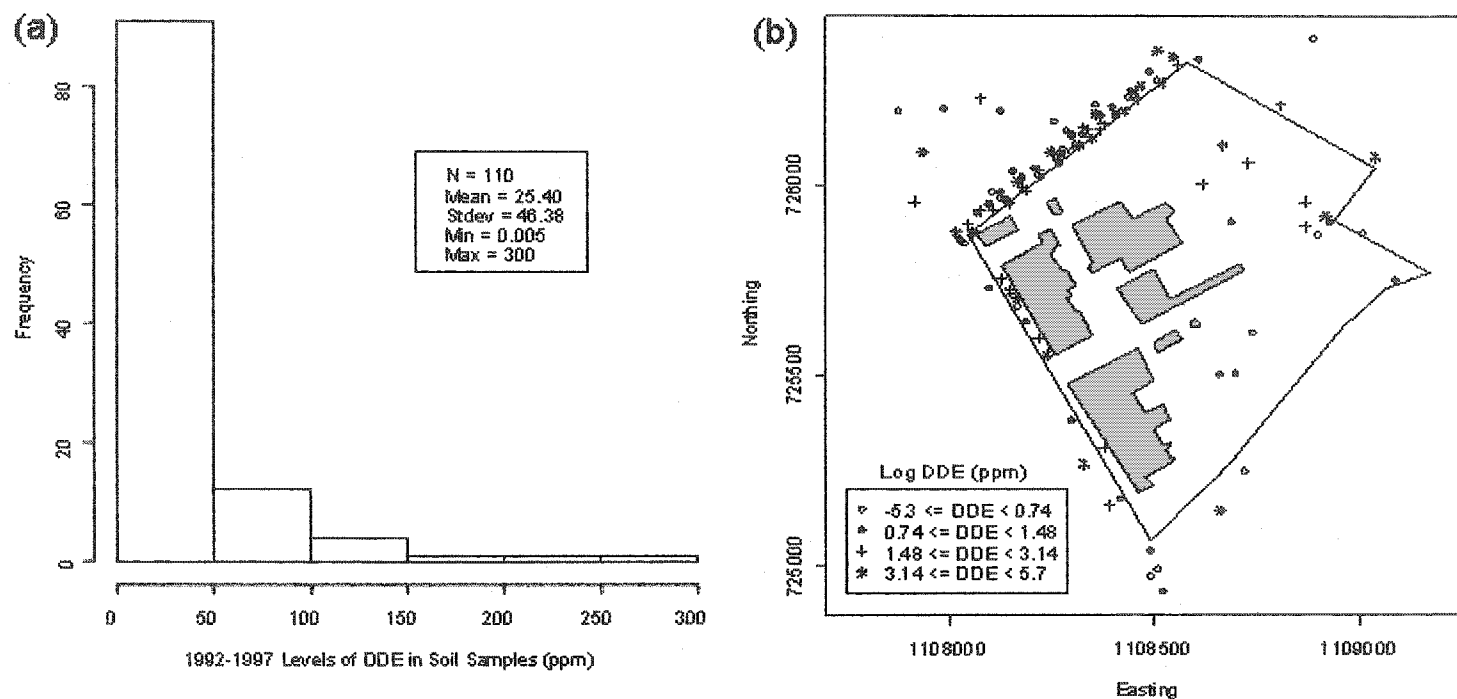 (a)
80
60
40
20
0
Frequency
N = 110
Mean = 25.40
Stdev = 46.38
Min = 0.005
Max = 300
0 50 100 150 200 250 300
1992-1997 Levels of DDE in Soil Samples (ppm)
(b)
726000
725500
725000
Northing
Log DDE (ppm)
-5.3 <= DDE < 0.74
0.74 <= DDE < 1.48
1.48 <= DDE < 3.14
3.14 <= DDE < 5.7
1108000 1108500 1109000
Easting